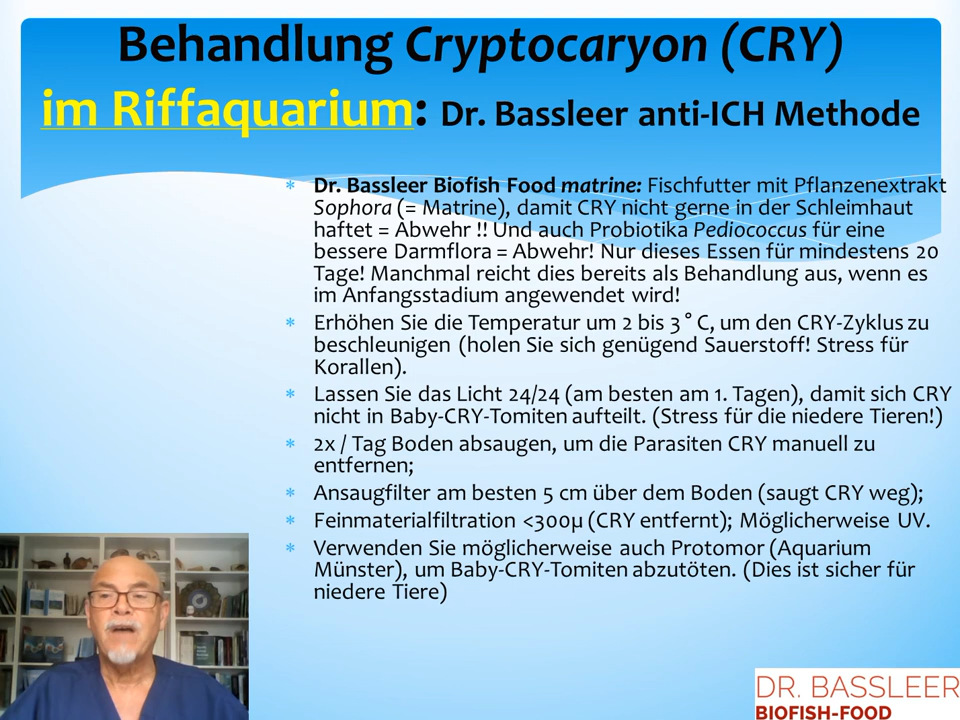 Behandlung Cryptocaryon (CRY)
im Riffaquarium: Dr. Bassleer anti-ICH Methode
* Dr. Bassleer Biofish Food matrine: Fischfutter mit Pflanzenextrakt
Sophora (= Matrine), damit CRY nicht gerne in der Schleimhaut
haftet = Abwehr !! Und auch Probiotika Pediococcus für eine
bessere Darmflora = Abwehr! Nur dieses Essen für mindestens 20
Tage! Manchmal reicht dies bereits als Behandlung aus, wenn es
im Anfangsstadium angewendet wird!
* Erhöhen Sie die Temperatur um 2 bis 3 ° C, um den CRY-Zyklus zu
beschleunigen (holen Sie sich genügend Sauerstoff! Stress für
Korallen).
* Lassen Sie das Licht 24/24 (am besten am 1. Tagen), damit sich CRY
nicht in Baby-CRY-Tomiten aufteilt. (Stress für die niedere Tieren!)
* 2x / Tag Boden absaugen, um die Parasiten CRY manuell zu
entfernen;
* Ansaugfilter am besten 5 cm über dem Boden (saugt CRY weg);
* Feinmaterialfiltration <300µ (CRY entfernt); Möglicherweise UV.
* Verwenden Sie möglicherweise auch Protomor (Aquarium
Münster), um Baby-CRY-Tomiten abzutöten. (Dies ist sicher für
niedere Tiere)
DR. BASSLEER
BIOFISH-FOOD